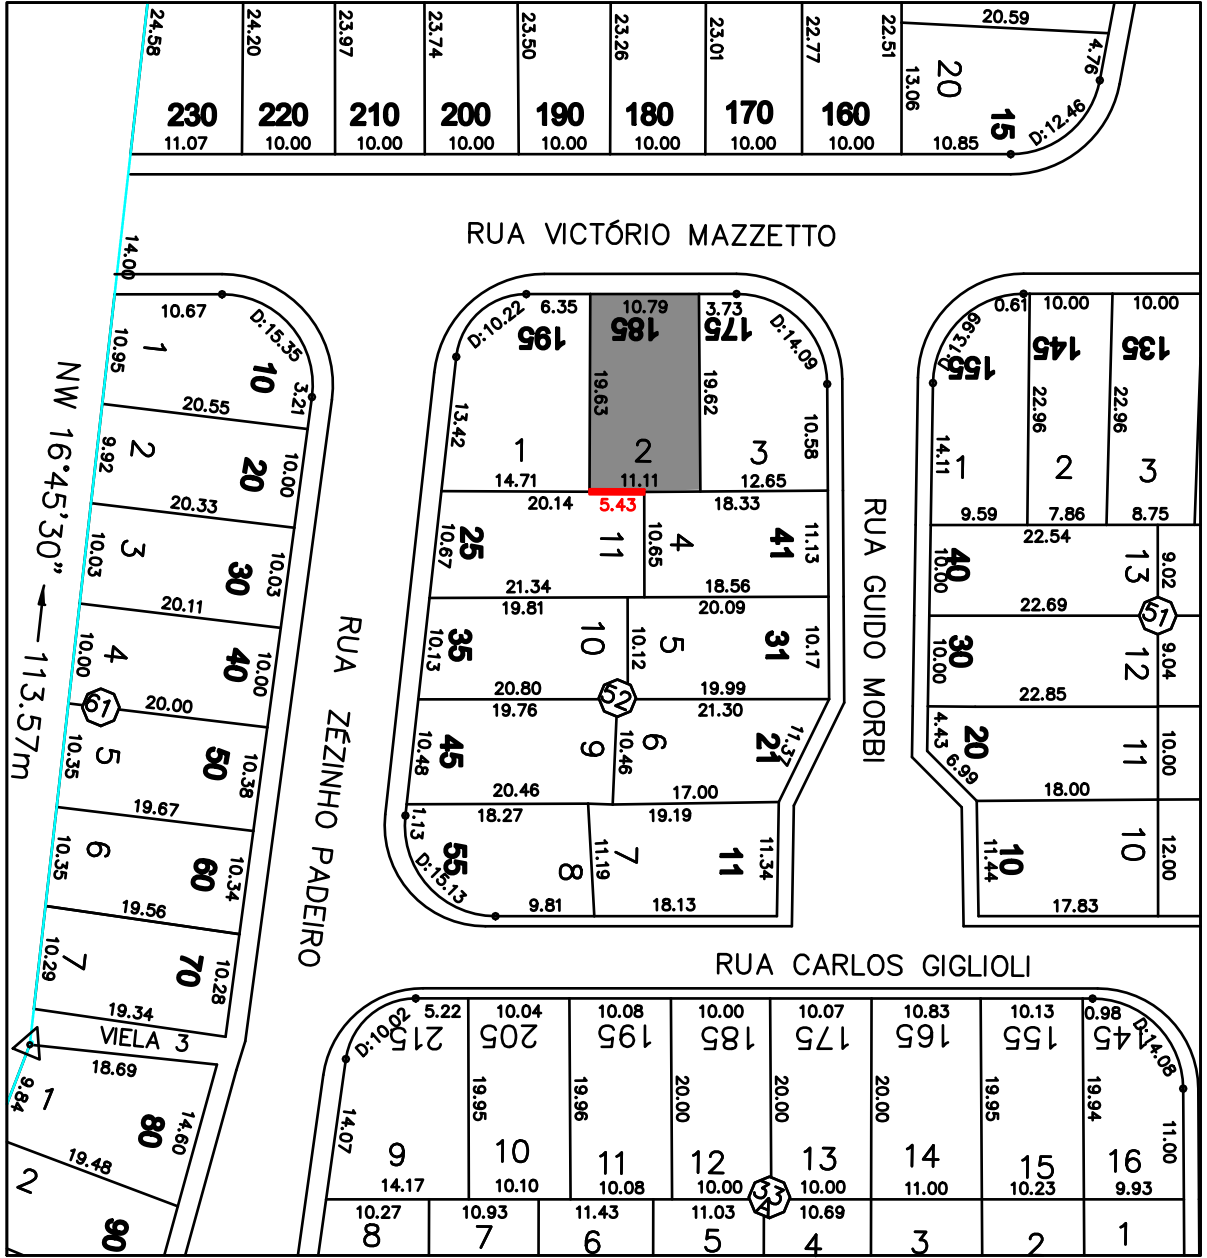 24.58 24.20 23.97 23.74 23.50 23.26 23.01 22.77 22.51 20.59
4.76
13.06 20
230 220 210 200 190 180 170 160 15 D:12.46
11.07 10.00 10.00 10.00 10.00 10.00 10.00 10.00 10.85
RUA VICTÓRIO MAZZETTO
14.00
10.67 D:15.35
10.95 1 10 3.21
20.55
9.92 2 20 10.00
20.33
10.03 3 30 10.03
20.11
10.00 4 40 10.00
61 20.00
10.35 5 50 10.38
19.67
10.35 6 60 10.34
19.56
10.29 7 70 10.28
19.34
VIELA 3
18.69
9.84 1 80 14.60
19.48
2 90
NW 16°45'30" 113.57m
RUA ZÉZINHO PADEIRO
D:10.22 6.35 10.79 3.73 D:14.09
195 185 175
13.42 19.63 19.62 10.58
1 2 3
14.71 11.11 12.65
20.14 5.43 18.33
25 10.67 11 10.65 4 41 11.13
21.34 18.56
19.81 20.09
35 10.13 10 10.12 5 31 10.17
20.80 52 19.99
19.76 21.30
45 10.48 9 10.46 6 21 11.37
20.46 17.00
18.27 19.19
1.13 55 D:15.13 8 11.19 7 11 11.34
9.81 18.13
RUA GUIDO MORBI
0.61 10.00 10.00
D:13.99 155 145 135
14.11 22.96 22.96
1 2 3
9.59 7.86 8.75
22.54
40 10.00 13 9.02
22.69 51
30 10.00 12 9.04
22.85
4.43 6.99 20 11 10.00
18.00
10 11.44 10 12.00
17.83
RUA CARLOS GIGLIOLI
D:10.02 5.22 10.04 10.08 10.00 10.07 10.83 10.13 0.98 D:14.08
215 205 195 185 175 165 155 145
14.07 19.95 19.96 20.00 20.00 20.00 19.95 19.94 11.00
9 10 11 12 13 14 15 16
14.17 10.10 10.08 10.00 33 A 10.00 11.00 10.23 9.93
10.27 10.93 11.43 11.03 10.69
8 7 6 5 4 3 2 1